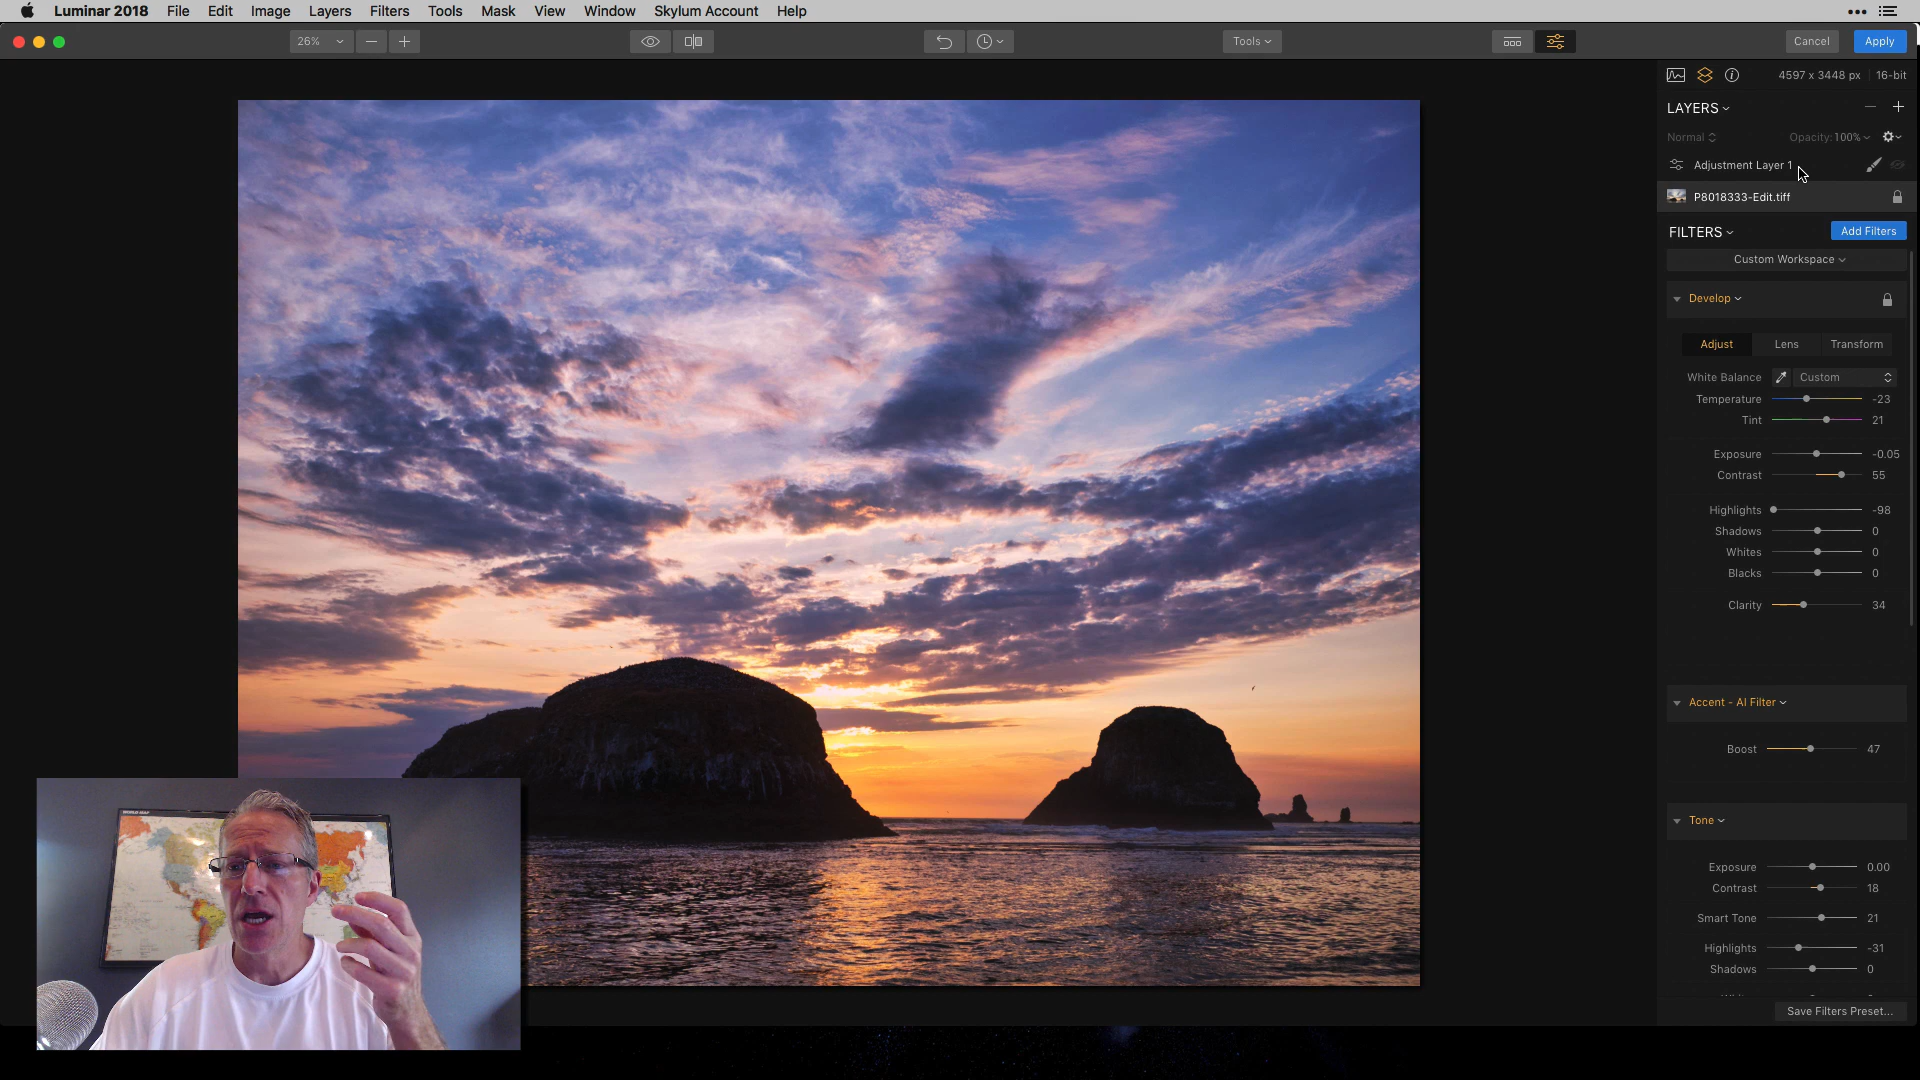 Luminar 2018 File Edit Image Layers Filters Tools Mask View Window Skylum Account Help
26% Tools Cancel Apply
4597 x 3448 px 16-bit
LAYERS
Normal Opacity: 100%
Adjustment Layer 1
P8018333-Edit.tiff
FILTERS Add Filters
Custom Workspace
Develop
Adjust Lens Transform
White Balance Custom
Temperature -23
Tint 21
Exposure -0.05
Contrast 55
Highlights -98
Shadows 0
Whites 0
Blacks 0
Clarity 34
Accent - AI Filter
Boost 47
Tone
Exposure 0.00
Contrast 18
Smart Tone 21
Highlights -31
Shadows 0
Save Filters Preset...
WORLD MAP